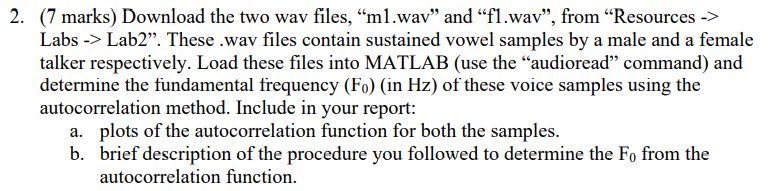 2. (7 marks) Download the two wav files, “m1.wav” and “f1.wav”, from “Resources ->
Labs -> Lab2”. These .wav files contain sustained vowel samples by a male and a female
talker respectively. Load these files into MATLAB (use the “audioread” command) and
determine the fundamental frequency (F₀) (in Hz) of these voice samples using the
autocorrelation method. Include in your report:
a. plots of the autocorrelation function for both the samples.
b. brief description of the procedure you followed to determine the F₀ from the
autocorrelation function.